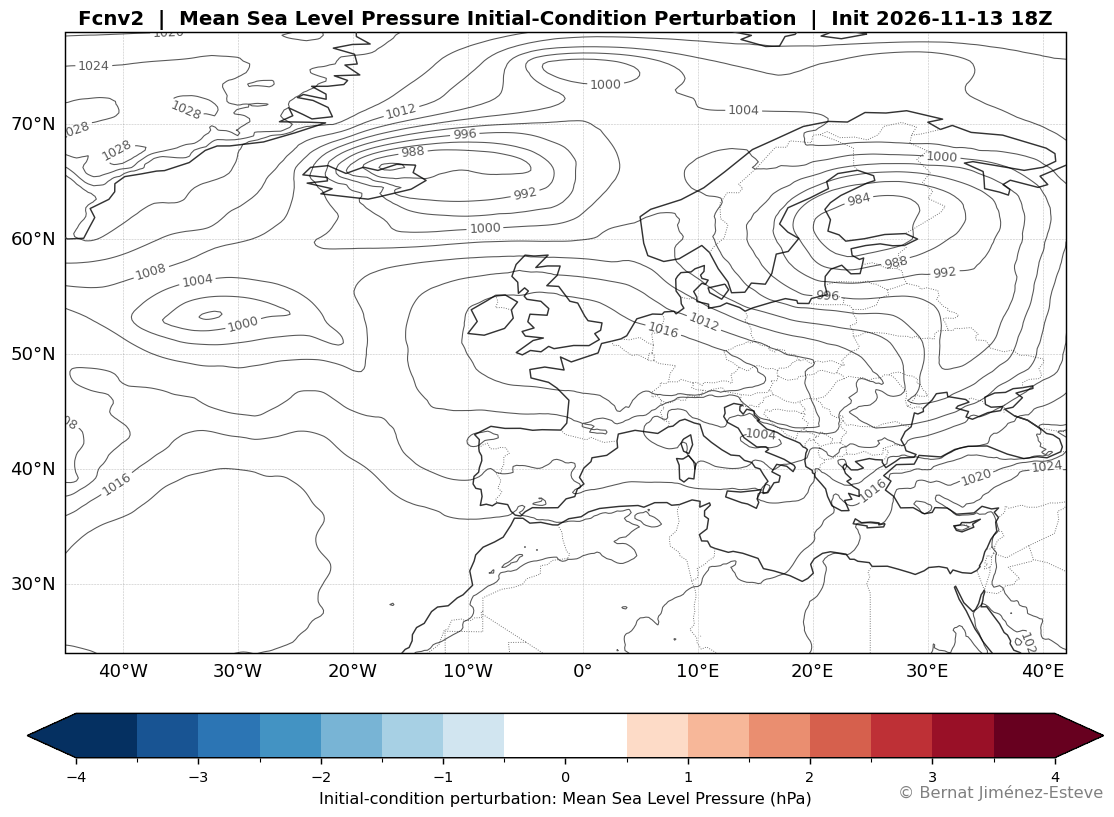 Fcnv2 | Mean Sea Level Pressure Initial-Condition Perturbation | Init 2026-11-13 18Z
1024
1028
1028
1012
1000
1004
996
988
992
1000
1000
984
988
992
996
1008
1004
1000
1016
1012
1004
1016
1016
1020
1024
70°N
60°N
50°N
40°N
30°N
40°W 30°W 20°W 10°W 0° 10°E 20°E 30°E 40°E
−4 −3 −2 −1 0 1 2 3 4
Initial-condition perturbation: Mean Sea Level Pressure (hPa)
© Bernat Jiménez-Esteve